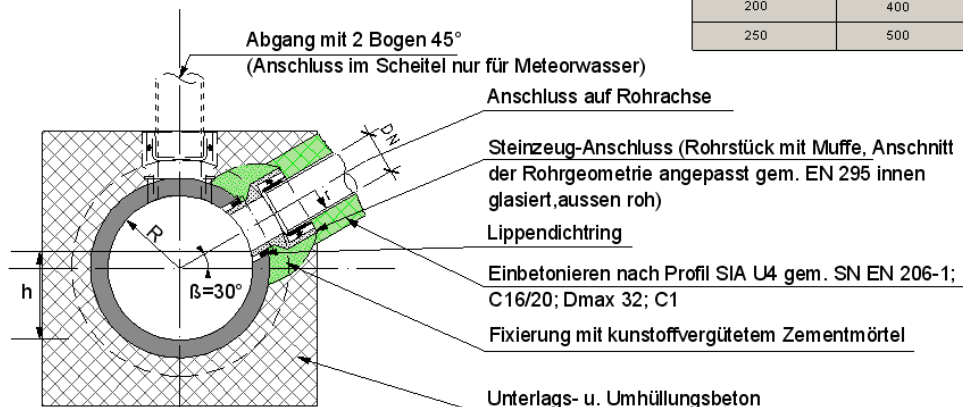 200 400
250 500
Abgang mit 2 Bogen 45°
(Anschluss im Scheitel nur für Meteorwasser)
Anschluss auf Rohrachse
DN
Steinzeug-Anschluss (Rohrstück mit Muffe, Anschnitt
der Rohrgeometrie angepasst gem. EN 295 innen
glasiert,aussen roh)
r
R
Lippendichtring
h
ß=30°
Einbetonieren nach Profil SIA U4 gem. SN EN 206-1;
C16/20; Dmax 32; C1
Fixierung mit kunstoffvergütetem Zementmörtel
Unterlags- u. Umhüllungsbeton